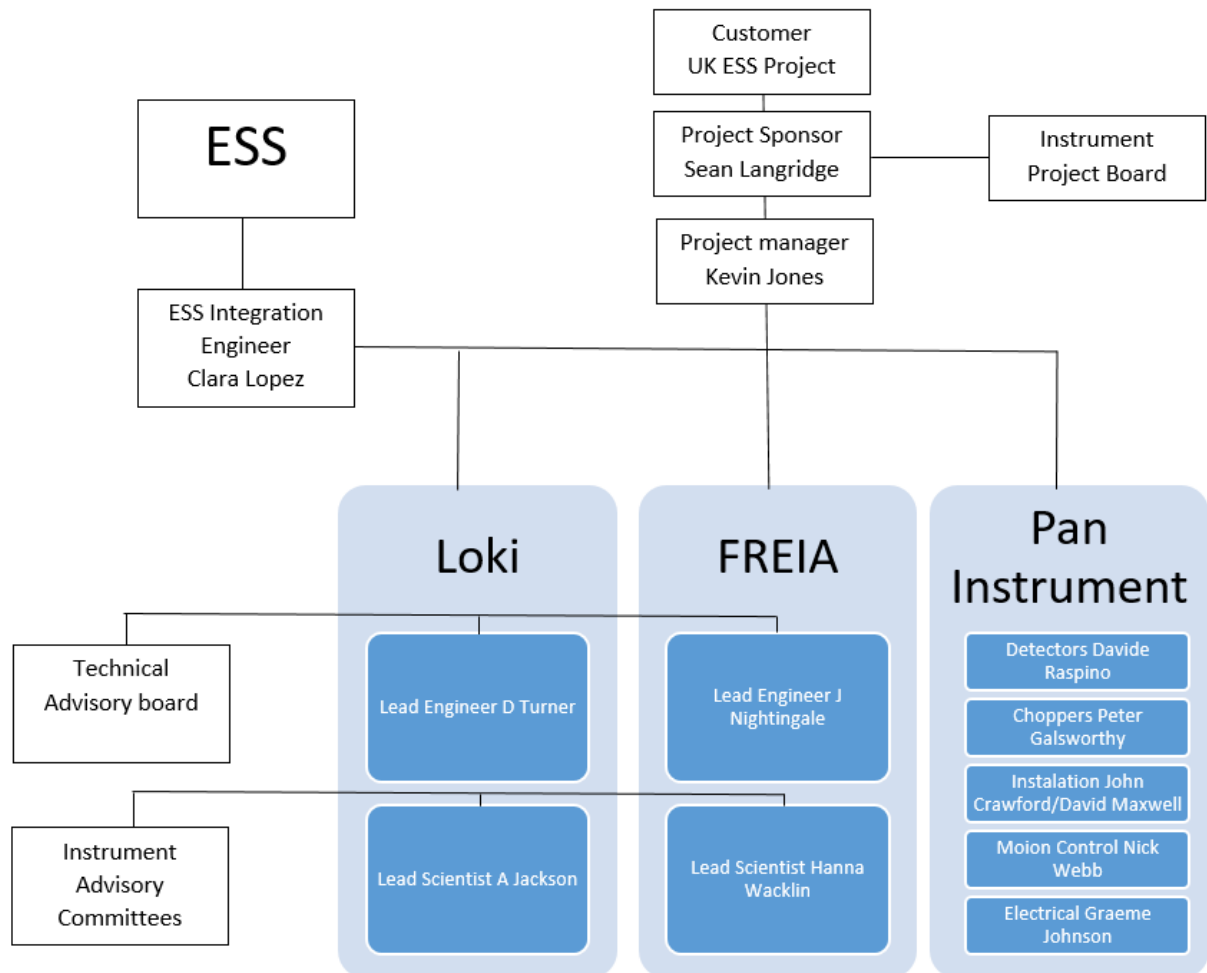 Customer
UK ESS Project
ESS
Project Sponsor
Sean Langridge
Instrument
Project Board
Project manager
Kevin Jones
ESS Integration
Engineer
Clara Lopez
Loki
FREIA
Pan
Instrument
Technical
Advisory board
Lead Engineer D Turner
Lead Engineer J
Nightingale
Detectors Davide
Raspino
Choppers Peter
Galsworthy
Instalation John
Crawford/David Maxwell
Instrument
Advisory
Committees
Lead Scientist A Jackson
Lead Scientist Hanna
Wacklin
Moion Control Nick
Webb
Electrical Graeme
Johnson